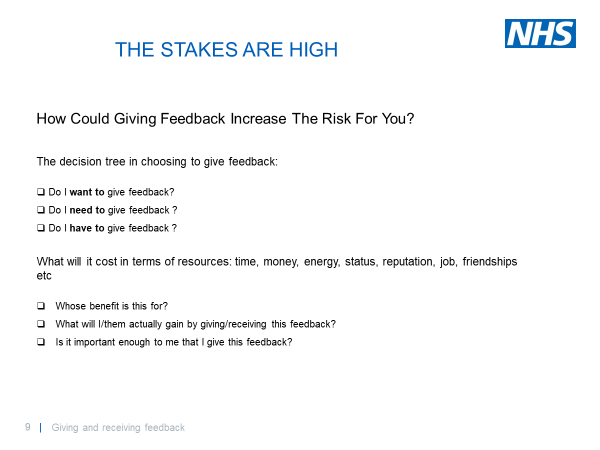 THE STAKES ARE HIGH
NHS
How Could Giving Feedback Increase The Risk For You?
The decision tree in choosing to give feedback:
❑ Do I want to give feedback?
❑ Do I need to give feedback ?
❑ Do I have to give feedback ?
What will it cost in terms of resources: time, money, energy, status, reputation, job, friendships
etc
❑ Whose benefit is this for?
❑ What will I/them actually gain by giving/receiving this feedback?
❑ Is it important enough to me that I give this feedback?
9 | Giving and receiving feedback